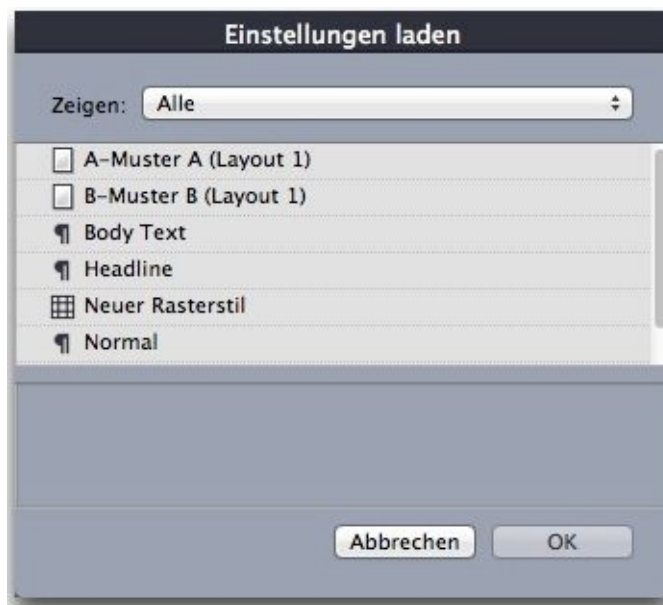 Einstellungen laden
Zeigen: Alle
A-Muster A (Layout 1)
B-Muster B (Layout 1)
¶ Body Text
¶ Headline
Neuer Rasterstil
¶ Normal
Abbrechen OK